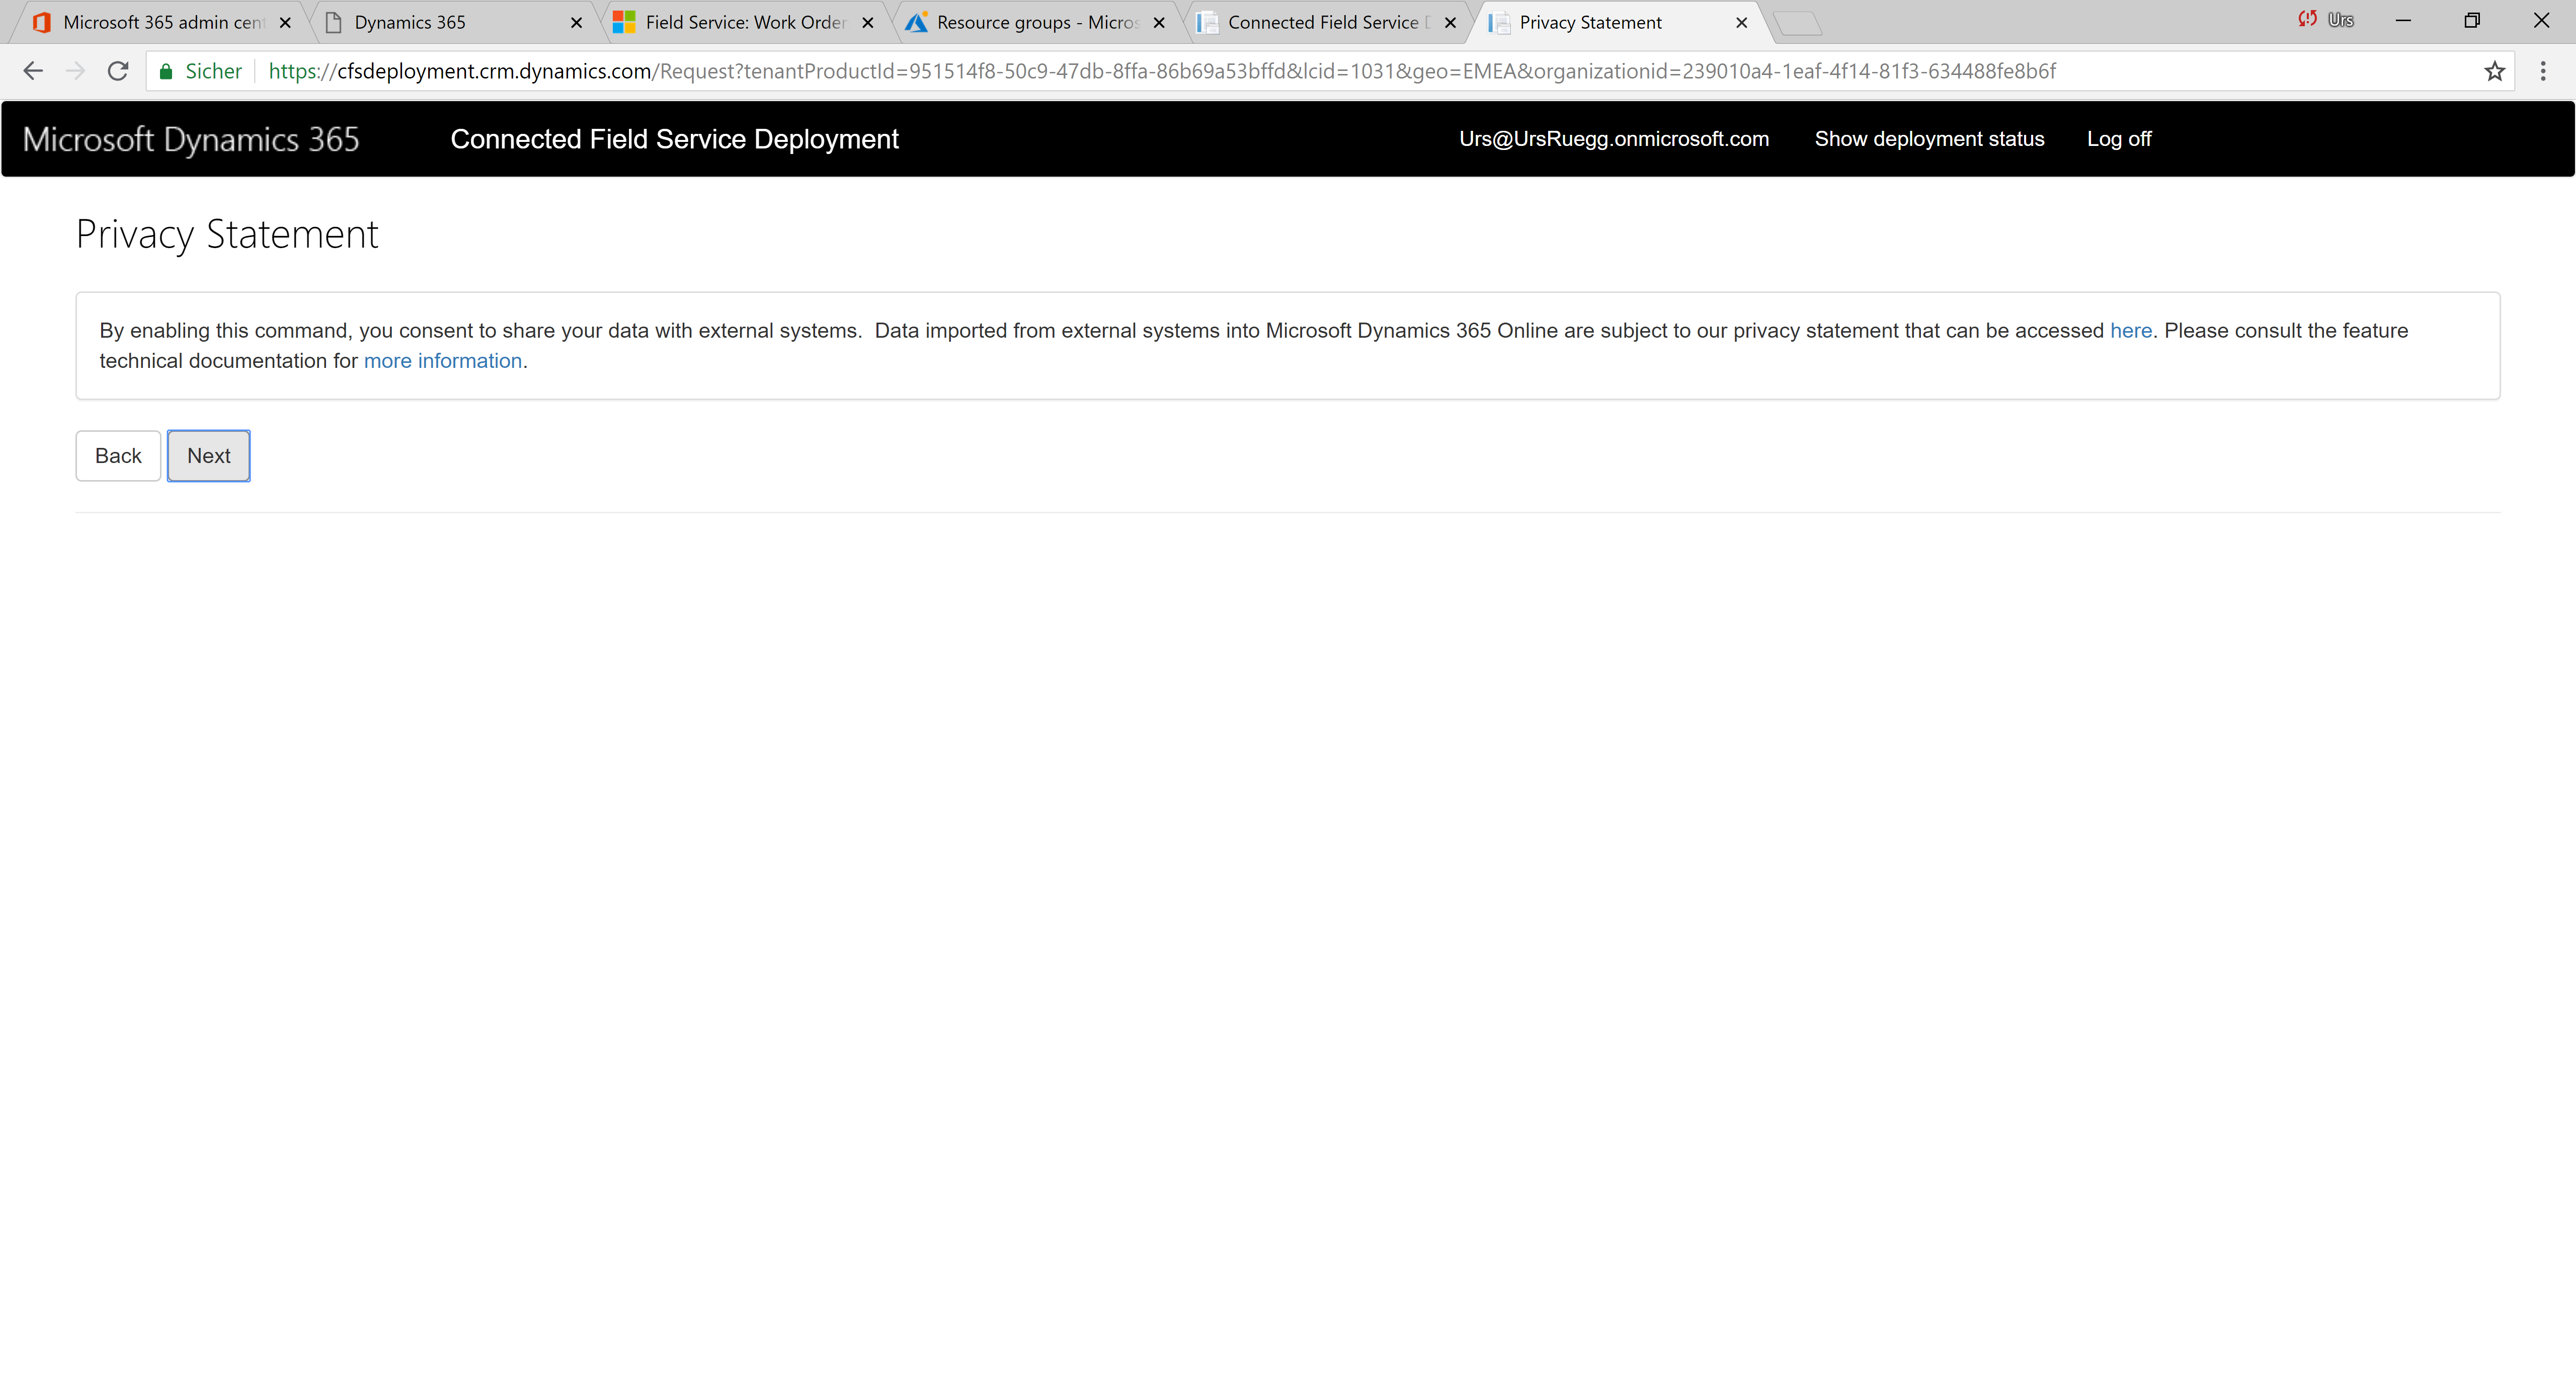 Microsoft 365 admin cen
Dynamics 365
Field Service: Work Order
Resource groups - Micros
Connected Field Service D
Privacy Statement
Urs
Sicher
https://cfsdeployment.crm.dynamics.com/Request?tenantProductId=951514f8-50c9-47db-8ffa-86b69a53bffd&lcid=1031&geo=EMEA&organizationid=239010a4-1eaf-4f14-81f3-634488fe8b6f
Microsoft Dynamics 365
Connected Field Service Deployment
Urs@UrsRuegg.onmicrosoft.com
Show deployment status
Log off
Privacy Statement
By enabling this command, you consent to share your data with external systems.  Data imported from external systems into Microsoft Dynamics 365 Online are subject to our privacy statement that can be accessed here. Please consult the feature
technical documentation for more information.
Back
Next